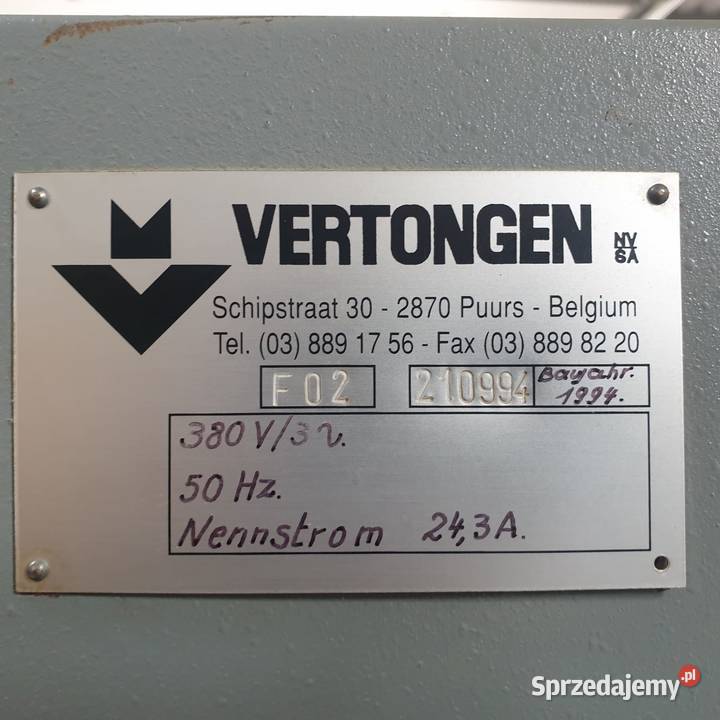 VERTONGEN NV/SA
Schipstraat 30 - 2870 Puurs - Belgium
Tel. (03) 889 17 56 - Fax (03) 889 82 20
F02 210994 Baujahr. 1994.
380V/3~.
50 Hz.
Nennstrom 24,3A.
Sprzedajemy.pl